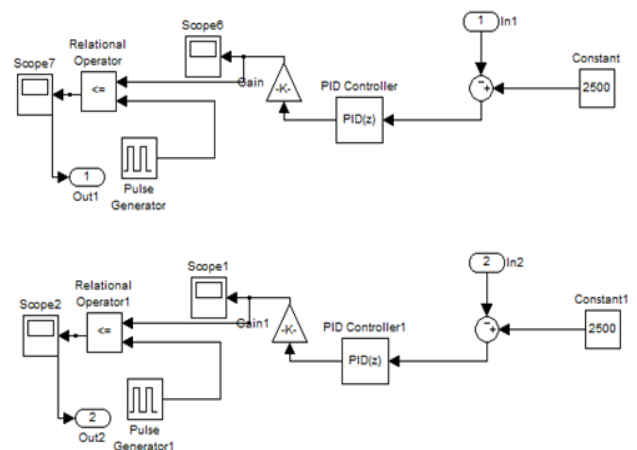 1
In1
Scope6
Relational
Operator
Scope7
<=
Gain
-K-
PID Controller
PID(z)
Constant
2500
- +
1
Out1
Pulse
Generator
2
In2
Scope1
Relational
Operator1
Scope2
<=
Gain1
-K-
PID Controller1
PID(z)
Constant1
2500
- +
2
Out2
Pulse
Generator1